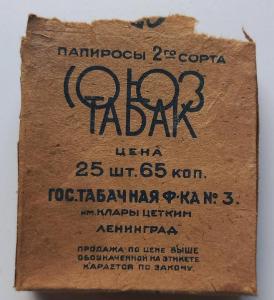 ПАПИРОСЫ 2ГО СОРТА
СОЮЗ
ТАБАК
ЦЕНА
25 ШТ. 65 КОП.
ГОС. ТАБАЧНАЯ Ф-КА № 3.
ИМ. КЛАРЫ ЦЕТКИН
ЛЕНИНГРАД
ПРОДАЖА ПО ЦЕНЕ ВЫШЕ
ОБОЗНАЧЕННОЙ НА ЭТИКЕТЕ
КАРАЕТСЯ ПО ЗАКОНУ.